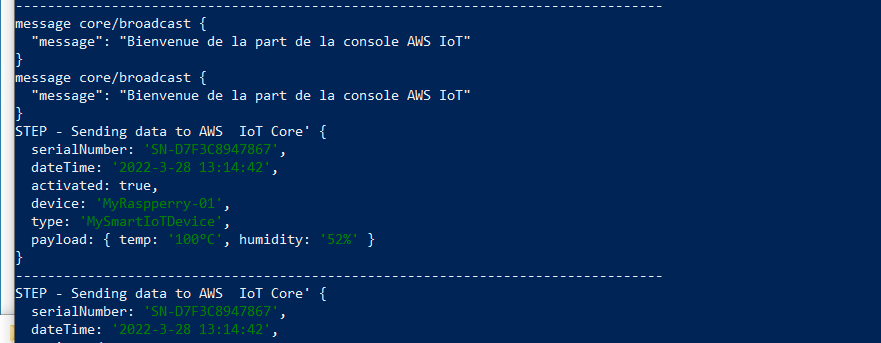 --------------------------------------------------------------------------------
message core/broadcast {
  "message": "Bienvenue de la part de la console AWS IoT"
}
message core/broadcast {
  "message": "Bienvenue de la part de la console AWS IoT"
}
STEP - Sending data to AWS  IoT Core' {
  serialNumber: 'SN-D7F3C8947867',
  dateTime: '2022-3-28 13:14:42',
  activated: true,
  device: 'MyRaspperry-01',
  type: 'MySmartIoTDevice',
  payload: { temp: '100°C', humidity: '52%' }
}
--------------------------------------------------------------------------------
STEP - Sending data to AWS  IoT Core' {
  serialNumber: 'SN-D7F3C8947867',
  dateTime: '2022-3-28 13:14:42',